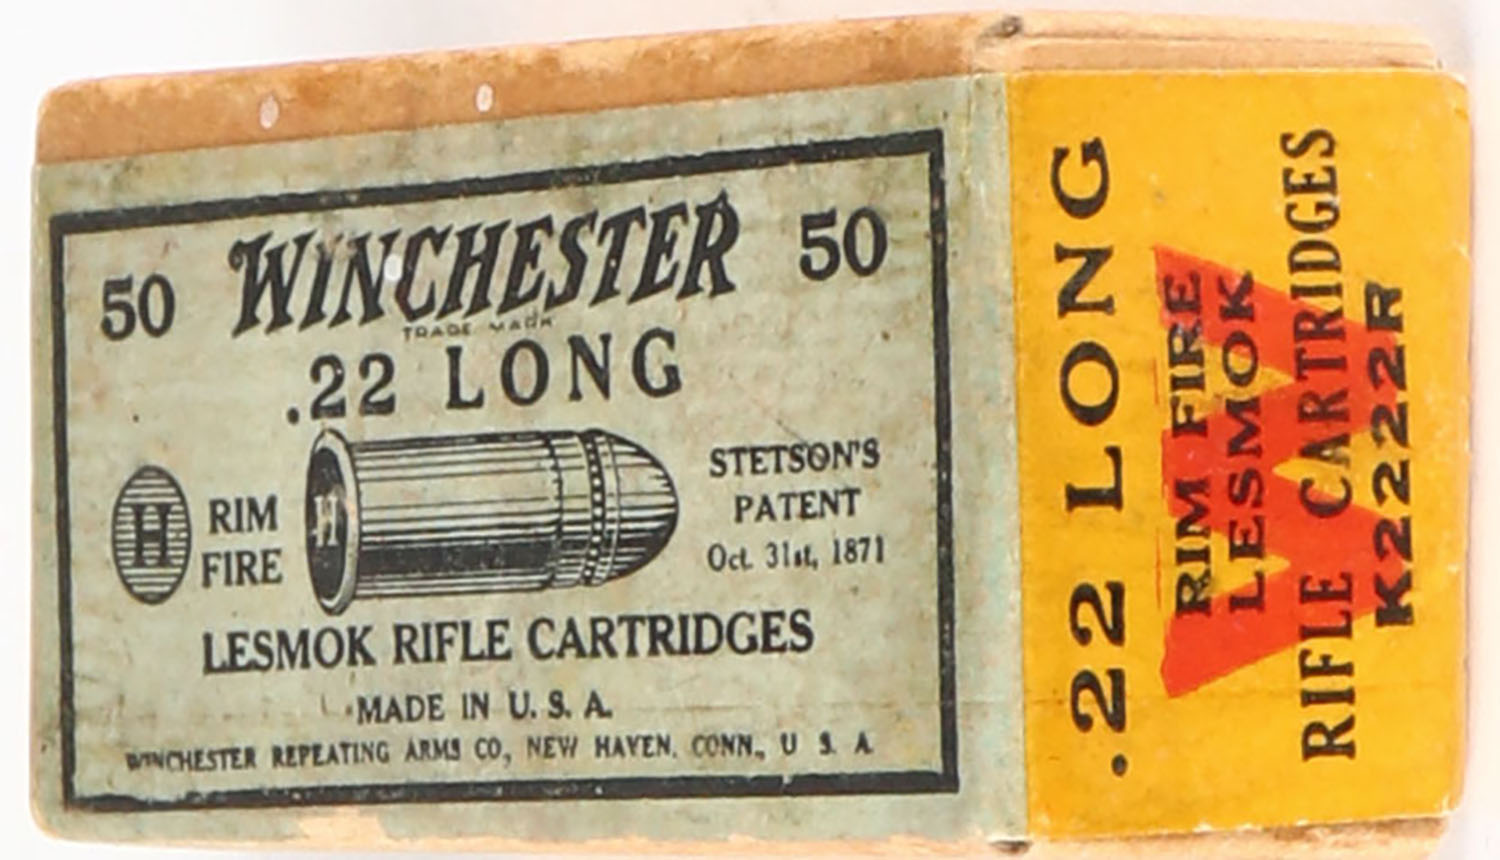 50 WINCHESTER 50
TRADE MARK
.22 LONG
H
RIM
FIRE
H
STETSON'S
PATENT
Oct. 31st, 1871
LESMOK RIFLE CARTRIDGES
MADE IN U. S. A.
WINCHESTER REPEATING ARMS CO., NEW HAVEN. CONN., U S. A
.22 LONG
W
RIM FIRE
LESMOK
RIFLE CARTRIDGES
K2222R